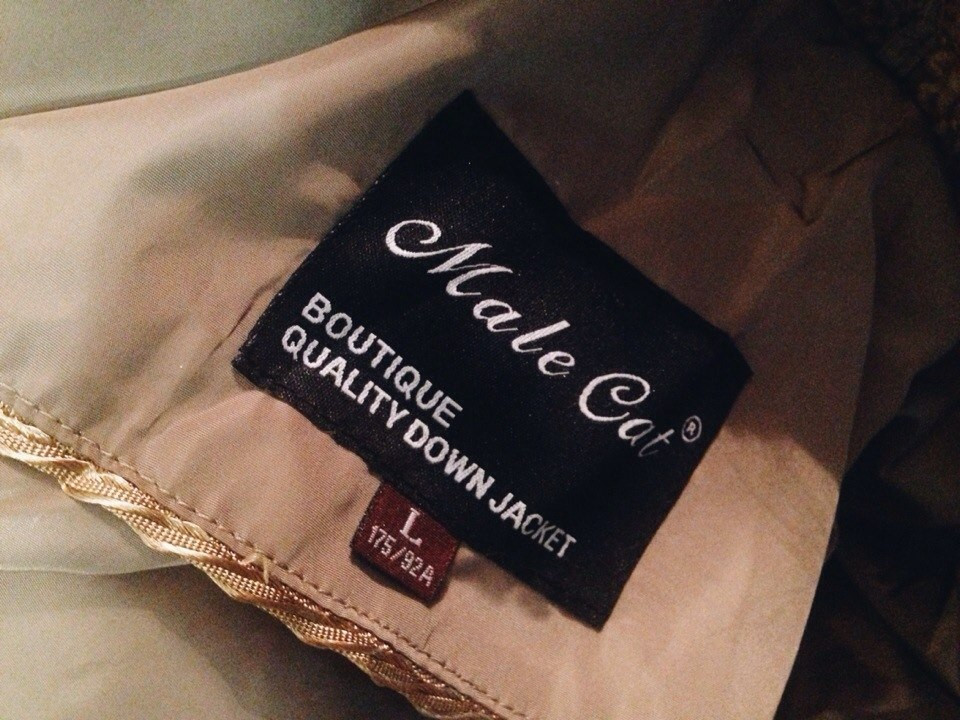 Male Cat ®
BOUTIQUE
QUALITY DOWN JACKET
L
175/92A